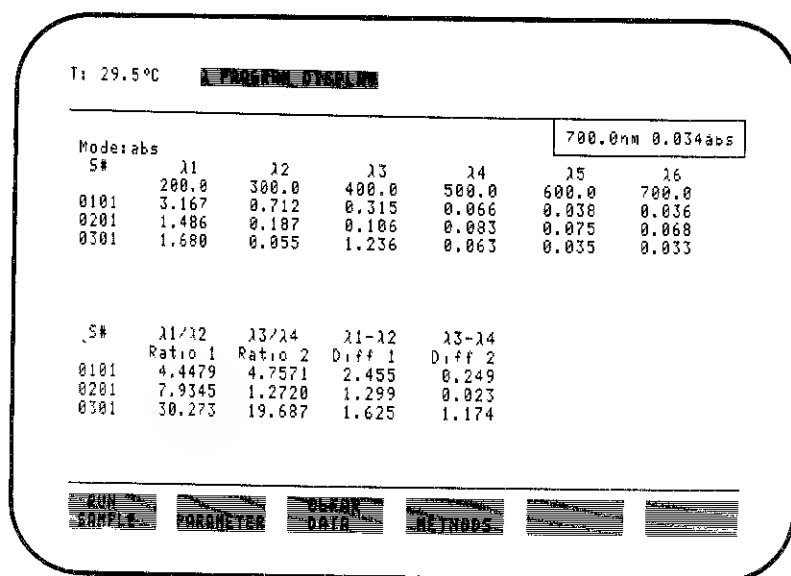 T: 29.5°C λ PROGRAM DISPLAY
700.0nm 0.034abs
Mode:abs
S# λ1 λ2 λ3 λ4 λ5 λ6
200.0 300.0 400.0 500.0 600.0 700.0
0101 3.167 0.712 0.315 0.066 0.038 0.036
0201 1.486 0.187 0.106 0.083 0.075 0.068
0301 1.680 0.055 1.236 0.063 0.035 0.033
S# λ1/λ2 λ3/λ4 λ1-λ2 λ3-λ4
Ratio 1 Ratio 2 Diff 1 Diff 2
0101 4.4479 4.7571 2.455 0.249
0201 7.9345 1.2720 1.299 0.023
0301 30.273 19.687 1.625 1.174
RUN CLEAR
SAMPLE PARAMETER DATA METHODS